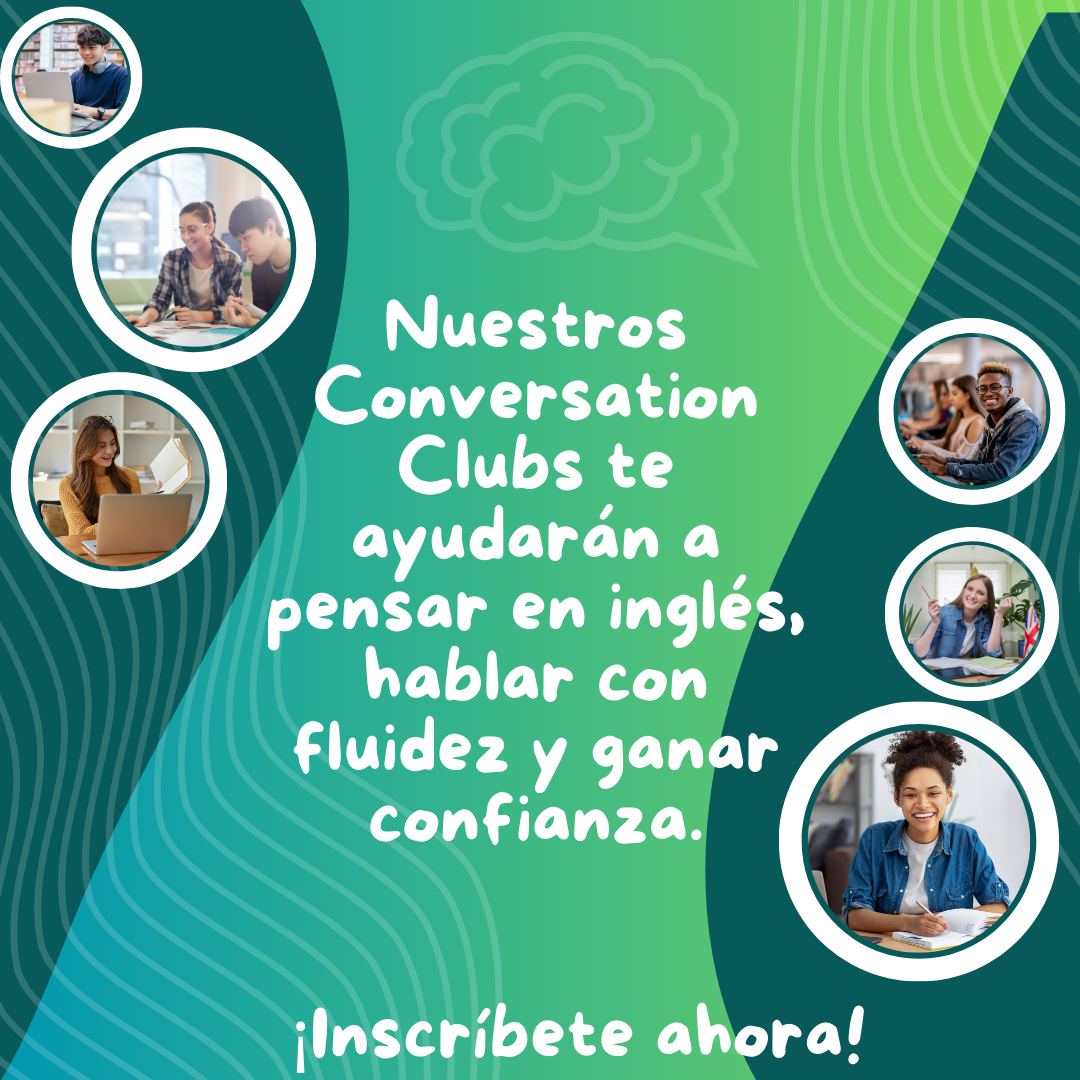 Nuestros
Conversation
Clubs te
ayudarán a
pensar en inglés,
hablar con
fluidez y ganar
confianza.
¡Inscríbete ahora!